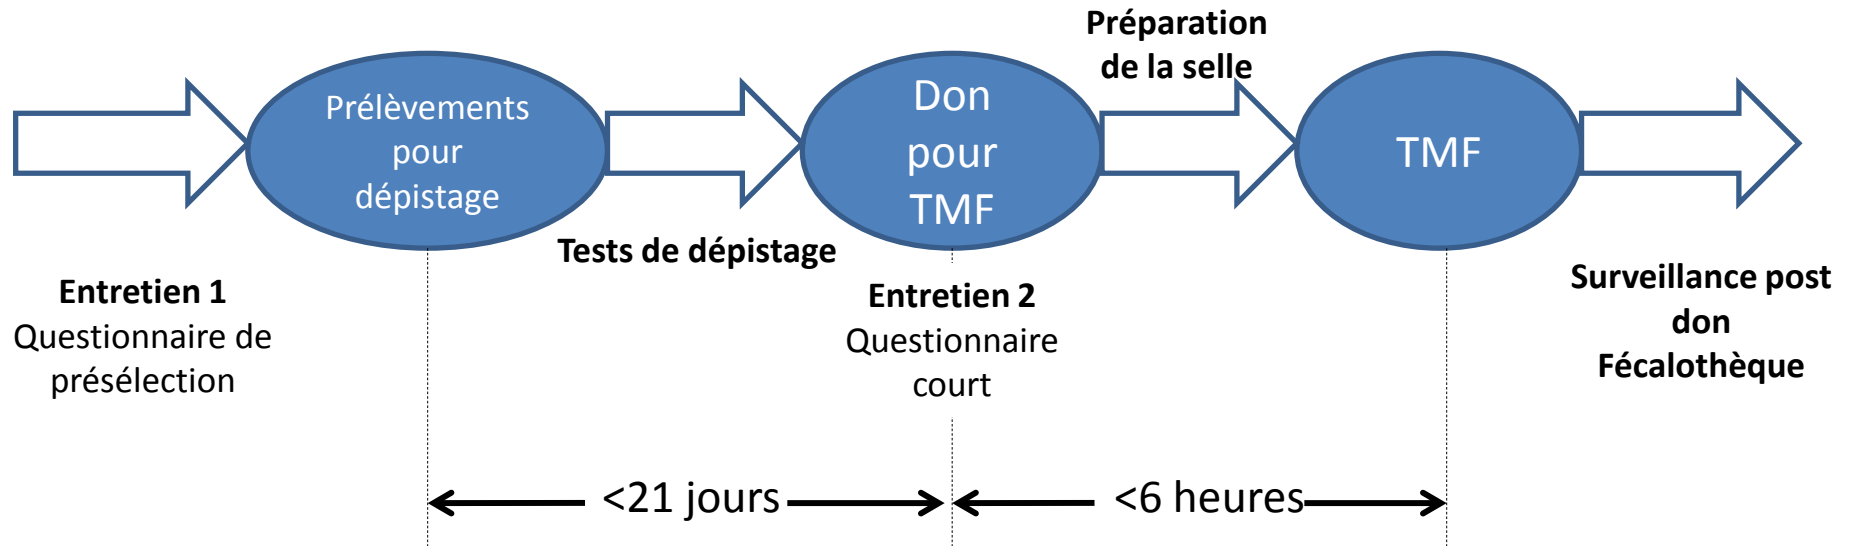 Préparation
de la selle
Prélèvements
pour
dépistage
Don
pour
TMF
TMF
Tests de dépistage
Entretien 1
Questionnaire de
présélection
Entretien 2
Questionnaire
court
Surveillance post
don
Fécalothèque
<21 jours
<6 heures